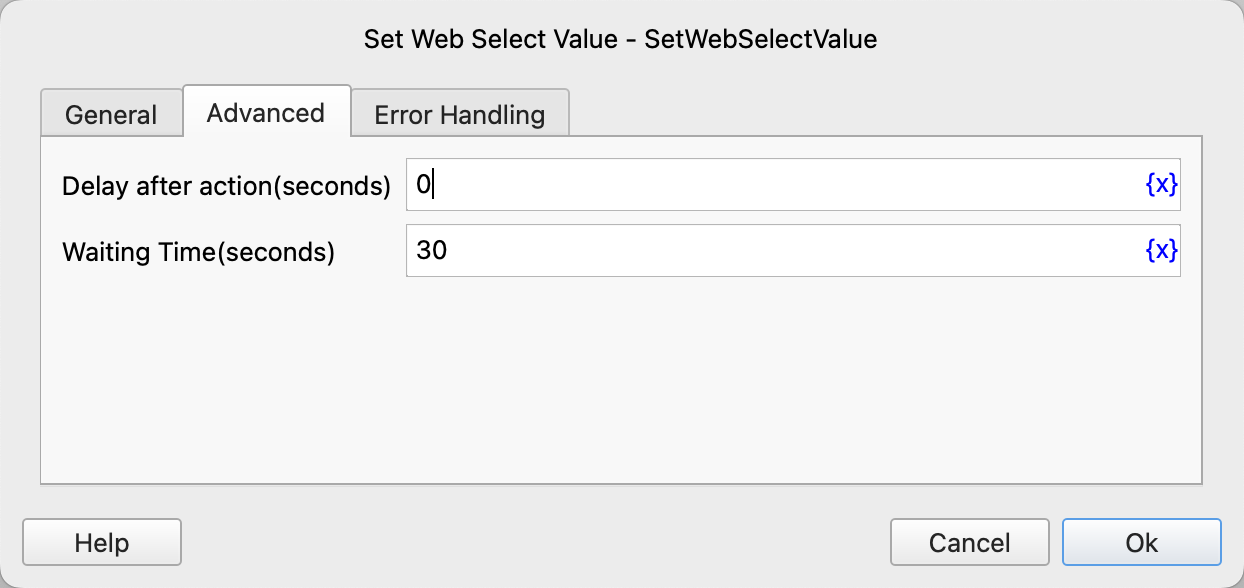 Set Web Select Value - SetWebSelectValue
General Advanced Error Handling
Delay after action(seconds) 0 {x}
Waiting Time(seconds) 30 {x}
Help Cancel Ok